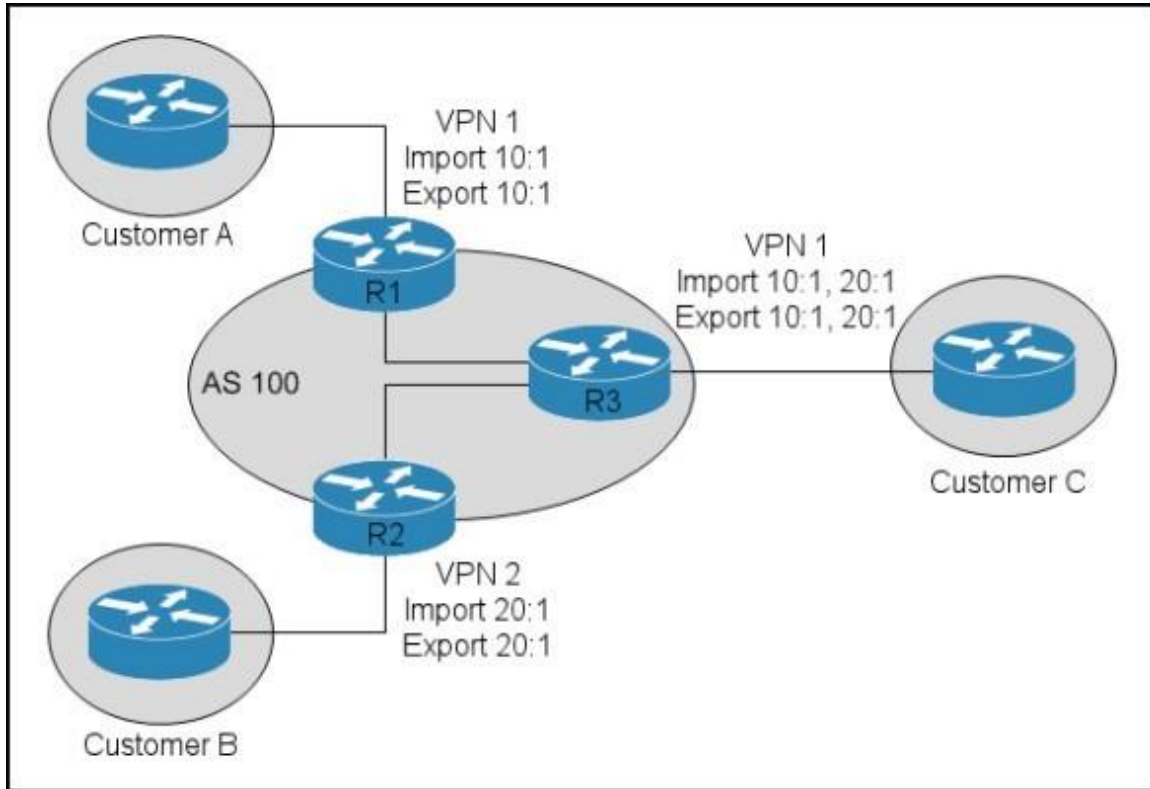 VPN 1
Import 10:1
Export 10:1
Customer A
R1
VPN 1
Import 10:1, 20:1
Export 10:1, 20:1
AS 100
R3
Customer C
R2
VPN 2
Import 20:1
Export 20:1
Customer B